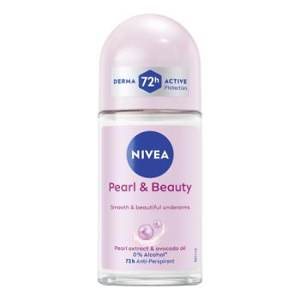 DERMA 72h ACTIVE
Protection
NIVEA
Pearl & Beauty
Smooth & beautiful underarms
Pearl extract & avocado oil
0% Alcohol*
72h Anti-Perspirant